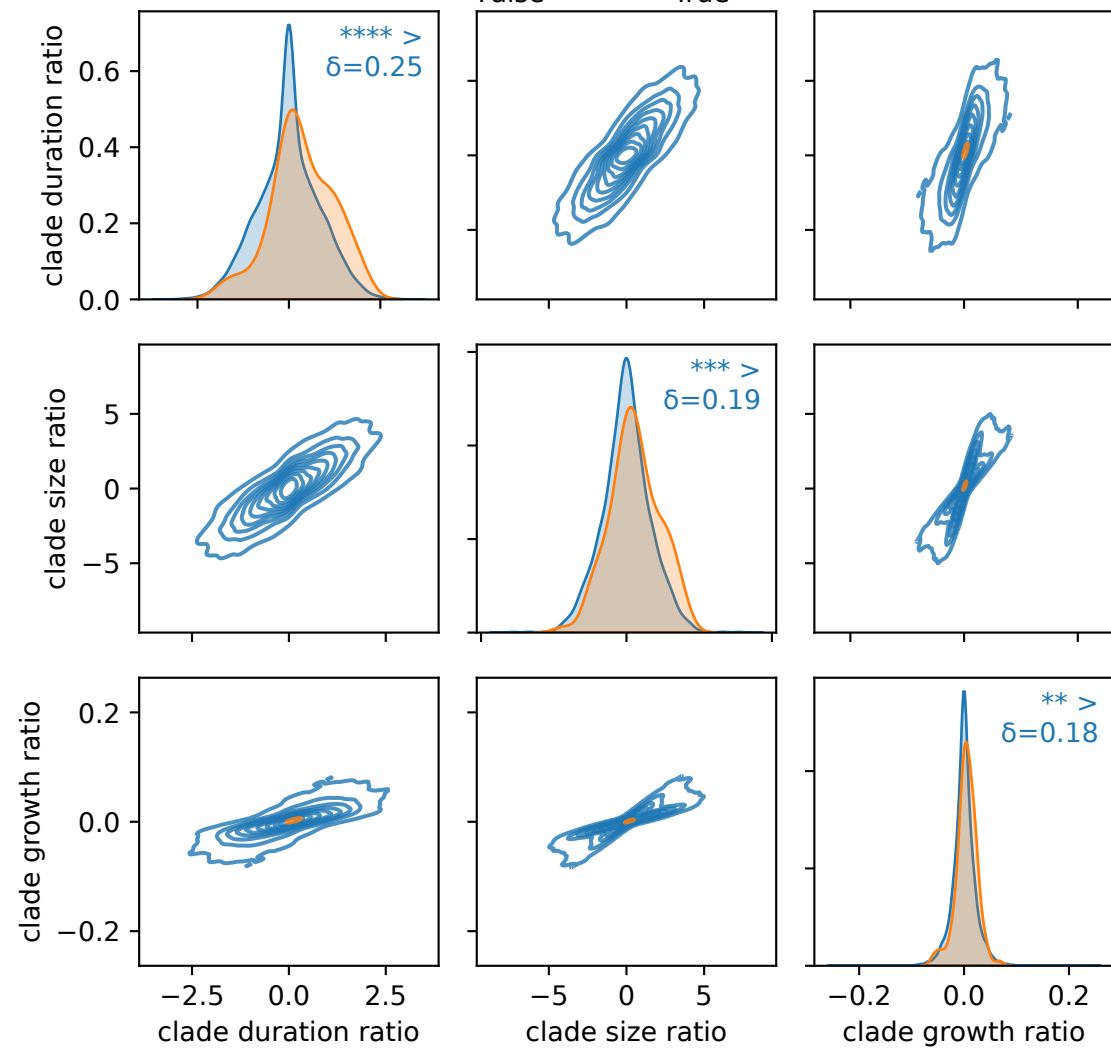 **** >
δ=0.25
0.6
0.4
0.2
0.0
clade duration ratio
*** >
δ=0.19
5
0
−5
clade size ratio
** >
δ=0.18
0.2
0.0
−0.2
clade growth ratio
−2.5 0.0 2.5
−5 0 5
−0.2 0.0 0.2
clade duration ratio
clade size ratio
clade growth ratio